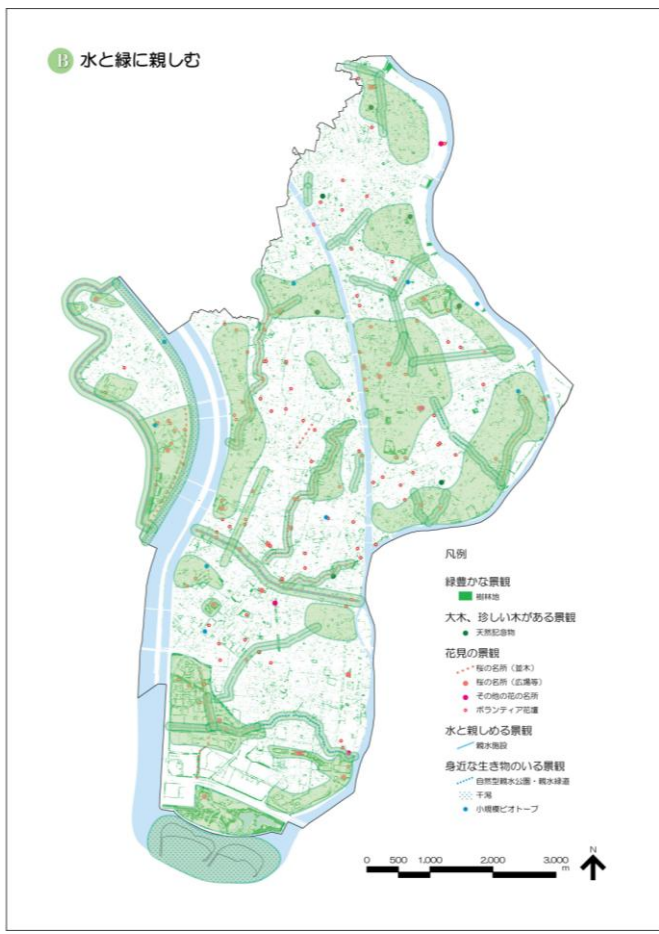 B 水と緑に親しむ
凡例
緑豊かな景観
樹林地
大木、珍しい木がある景観
天然記念物
花見の景観
桜の名所（並木）
桜の名所（広場等）
その他の花の名所
ボランティア花壇
水と親しめる景観
親水施設
身近な生き物のいる景観
自然型親水公園・親水緑道
干潟
小規模ビオトープ
N
0 500 1,000 2,000 3,000
m